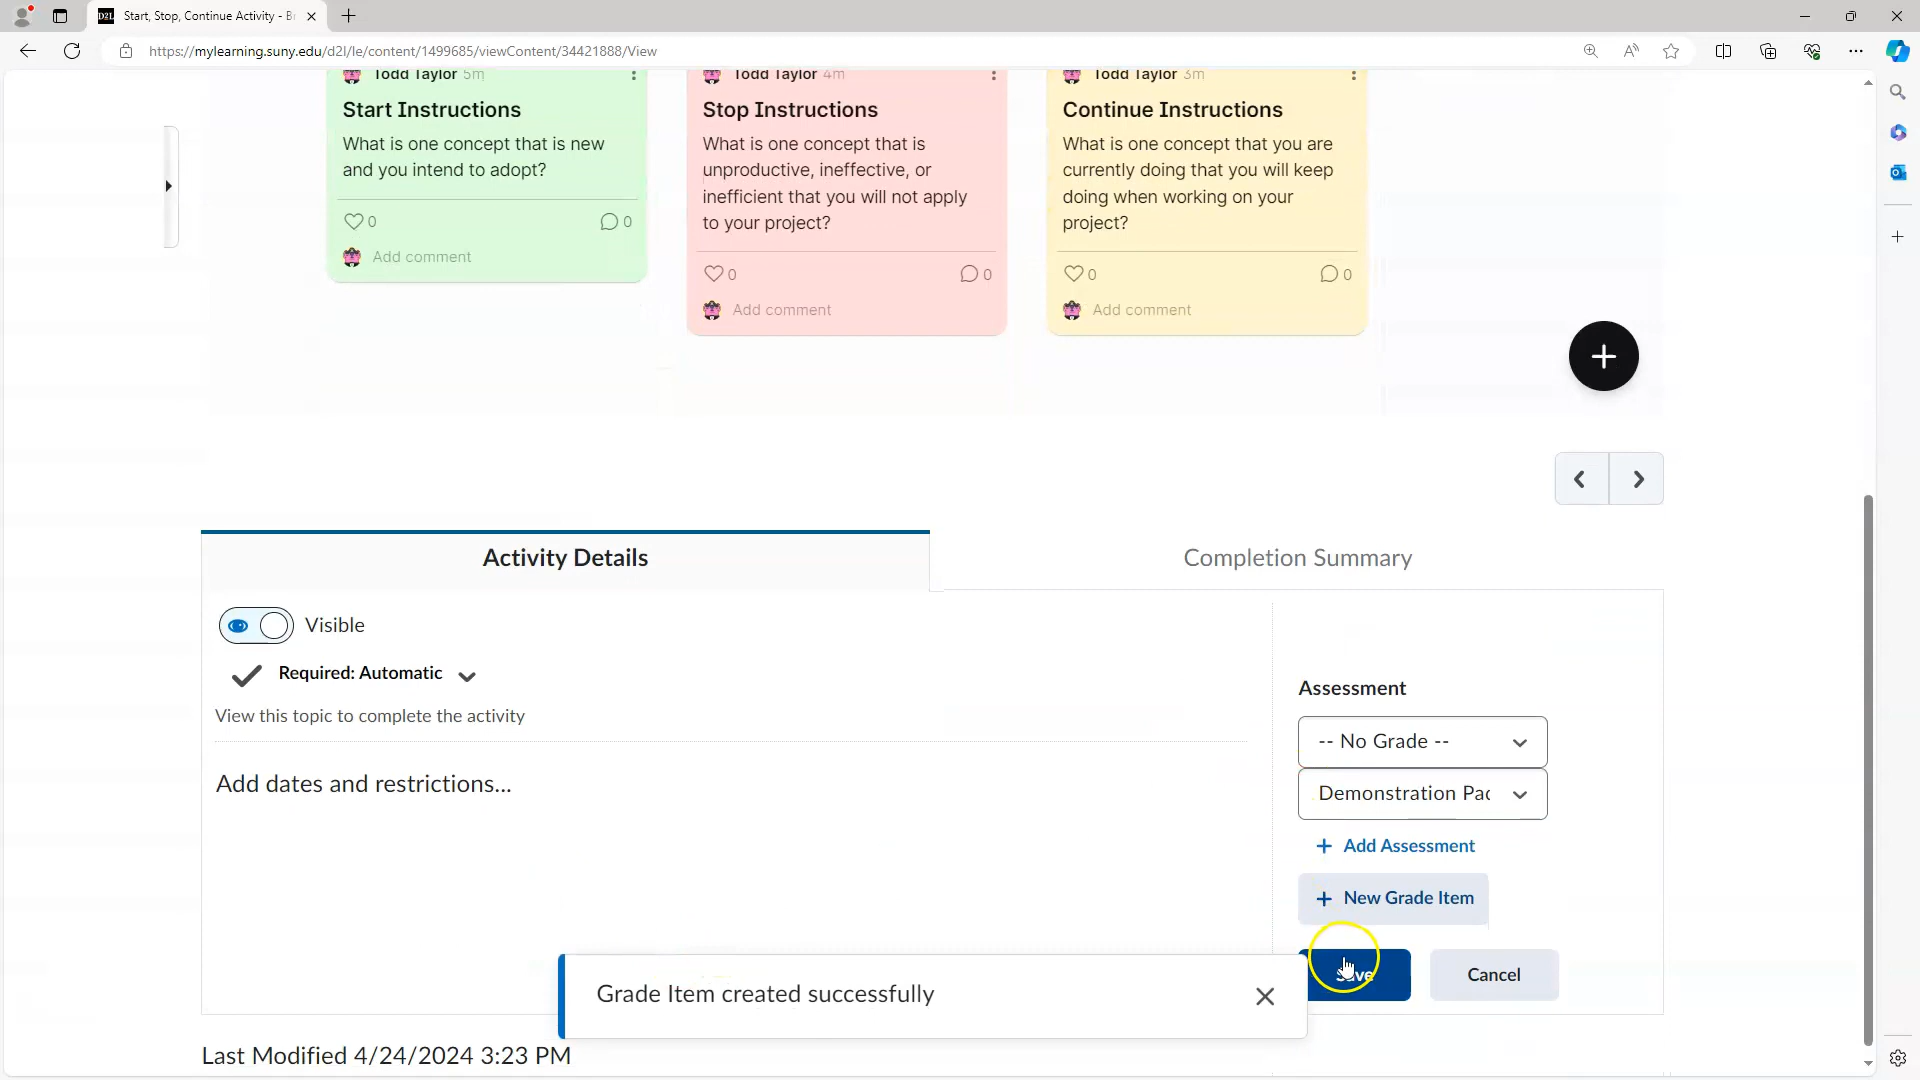 Start, Stop, Continue Activity - Br
https://mylearning.suny.edu/d2l/le/content/1499685/viewContent/34421888/View
Todd Taylor 5m
Start Instructions
What is one concept that is new
and you intend to adopt?
0
0
Add comment
Todd Taylor 4m
Stop Instructions
What is one concept that is
unproductive, ineffective, or
inefficient that you will not apply
to your project?
0
0
Add comment
Todd Taylor 3m
Continue Instructions
What is one concept that you are
currently doing that you will keep
doing when working on your
project?
0
0
Add comment
Activity Details
Completion Summary
Visible
Required: Automatic
View this topic to complete the activity
Add dates and restrictions...
Assessment
-- No Grade --
Demonstration Pad
+ Add Assessment
+ New Grade Item
Save
Cancel
Grade Item created successfully
Last Modified 4/24/2024 3:23 PM